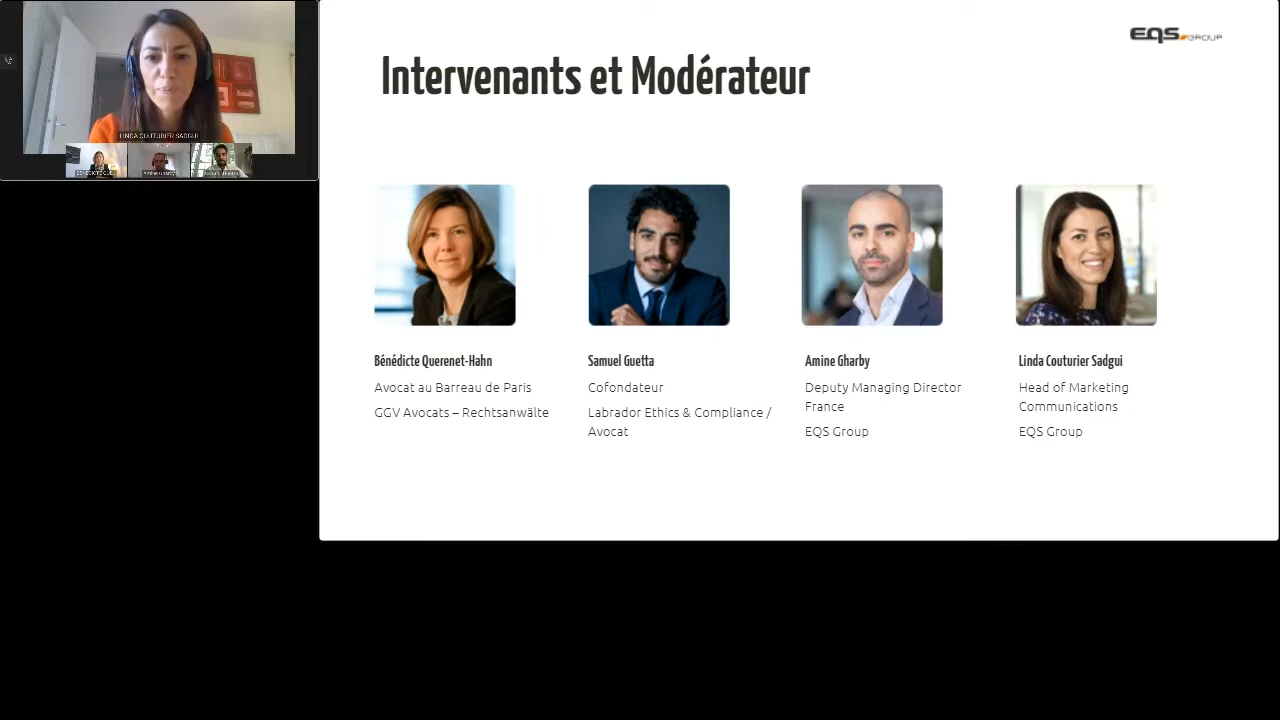 EQS GROUP
Intervenants et Modérateur
LINDA COUTURIER SADGUI
Amine Gharby
Bénédicte Querenet-Hahn
Avocat au Barreau de Paris
GGV Avocats – Rechtsanwälte
Samuel Guetta
Cofondateur
Labrador Ethics & Compliance /
Avocat
Amine Gharby
Deputy Managing Director
France
EQS Group
Linda Couturier Sadgui
Head of Marketing
Communications
EQS Group